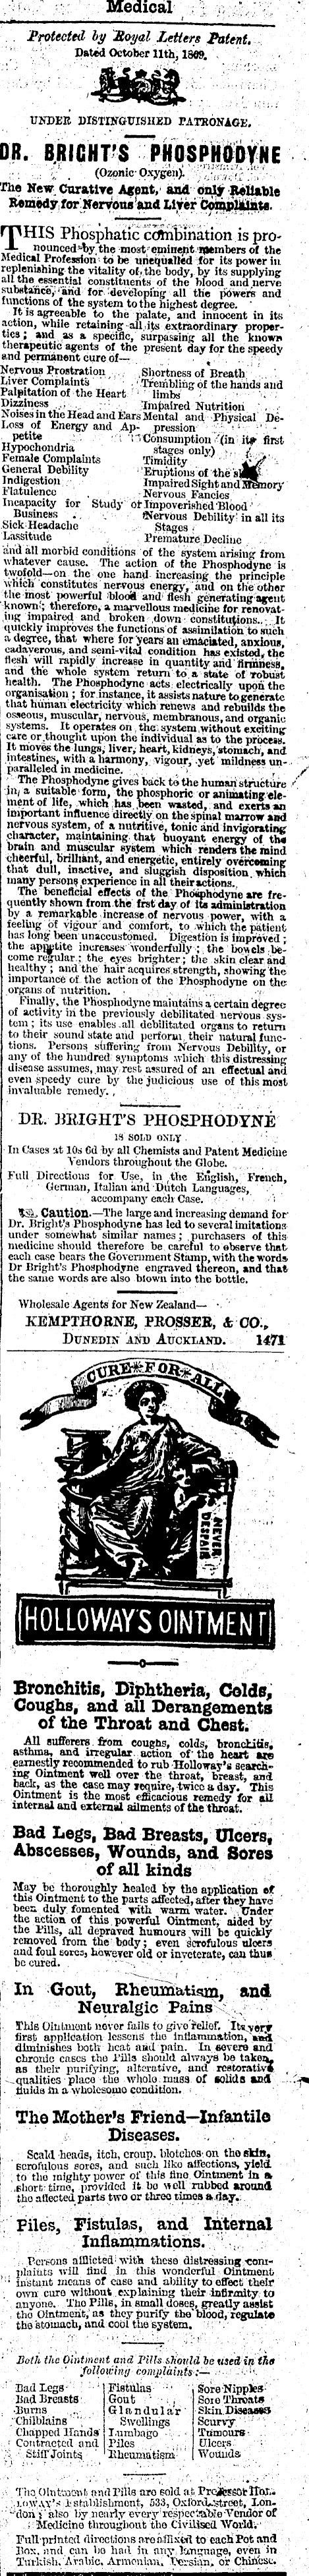 Medical
Protected by Royal Letters Patent.
Dated October 11th, 1869.
UNDER DISTINGUISHED PATRONAGE.
DR. BRIGHT'S PHOSPHODYNE
(Ozonic Oxygen).
The New Curative Agent, and only Reliable
Remedy for Nervous and Liver Complaints.
THIS Phosphatic combination is pro-
nounced by the most eminent members of the
Medical Profession to be unequalled for its power in
replenishing the vitality of the body, by its supplying
all the essential constituents of the blood and nerve
substance, and for developing all the powers and
functions of the system to the highest degree.
It is agreeable to the palate, and innocent in its
action, while retaining all its extraordinary proper-
ties; and as a specific, surpassing all the known
therapeutic agents of the present day for the speedy
and permanent cure of—
Nervous Prostration
Liver Complaints
Palpitation of the Heart
Dizziness
Noises in the Head and Ears
Loss of Energy and Ap-
petite
Hypochondria
Female Complaints
General Debility
Indigestion
Flatulence
Incapacity for Study or
Business
Sick Headache
Lassitude
Shortness of Breath
Trembling of the hands and
limbs
Impaired Nutrition
Mental and Physical De-
pression
Consumption (in its first
stages only)
Timidity
Eruptions of the
Impaired Sight and Memory
Nervous Fancies
Impoverished Blood
Nervous Debility in all its
Stages
Premature Decline
and all morbid conditions of the system arising from
whatever cause. The action of the Phosphodyne is
twofold—on the one hand increasing the principle
which constitutes nervous energy, and on the other
the most powerful blood and flesh generating agent
known; therefore, a marvellous medicine for renovat-
ing impaired and broken down constitutions. It
quickly improves the functions of assimilation to such
a degree, that where for years an emaciated, anxious,
cadaverous, and semi-vital condition has existed, the
flesh will rapidly increase in quantity and firmness,
and the whole system return to a state of robust
health. The Phosphodyne acts electrically upon the
organisation; for instance, it assists nature to generate
that human electricity which renews and rebuilds the
osseous, muscular, nervous, membranous, and organic
systems. It operates on the system without exciting
care or thought upon the individual as to the process.
It moves the lungs, liver, heart, kidneys, stomach, and
intestines, with a harmony, vigour, yet mildness un-
paralleled in medicine.
The Phosphodyne gives back to the human structure
in a suitable form, the phosphoric or animating ele-
ment of life, which has been wasted, and exerts an
important influence directly on the spinal marrow and
nervous system, of a nutritive, tonic and invigorating
character, maintaining that buoyant energy of the
brain and muscular system which renders the mind
cheerful, brilliant, and energetic, entirely overcoming
that dull, inactive, and sluggish disposition which
many persons experience in all their actions.
The beneficial effects of the Phosphodyne are fre-
quently shown from the first day of its administration
by a remarkable increase of nervous power, with a
feeling of vigour and comfort, to which the patient
has long been unaccustomed. Digestion is improved;
the appetite increases wonderfully; the bowels be-
come regular; the eyes brighter; the skin clear and
healthy; and the hair acquires strength, showing the
importance of the action of the Phosphodyne on the
organs of nutrition.
Finally, the Phosphodyne maintains a certain degree
of activity in the previously debilitated nervous sys-
tem; its use enables all debilitated organs to return
to their sound state and perform their natural func-
tions. Persons suffering from Nervous Debility, or
any of the hundred symptoms which this distressing
disease assumes, may rest assured of an effectual and
even speedy cure by the judicious use of this most
invaluable remedy.
DR. BRIGHT'S PHOSPHODYNE
IS SOLD ONLY
In Cases at 10s 6d by all Chemists and Patent Medicine
Vendors throughout the Globe.
Full Directions for Use, in the English, French,
German, Italian and Dutch Languages,
accompany each Case.
Caution.—The large and increasing demand for
Dr. Bright's Phosphodyne has led to several imitations
under somewhat similar names; purchasers of this
medicine should therefore be careful to observe that
each case bears the Government Stamp, with the words
Dr Bright's Phosphodyne engraved thereon, and that
the same words are also blown into the bottle.
Wholesale Agents for New Zealand—
KEMPTHORNE, PROSSER, & CO.,
DUNEDIN AND AUCKLAND. 1471
CURE FOR ALL
NEVER DESPAIR
HOLLOWAY'S OINTMENT
Bronchitis, Diphtheria, Colds,
Coughs, and all Derangements
of the Throat and Chest.
All sufferers from coughs, colds, bronchitis,
asthma, and irregular action of the heart are
earnestly recommended to rub Holloway's search-
ing Ointment well over the throat, breast, and
back, as the case may require, twice a day. This
Ointment is the most efficacious remedy for all
internal and external ailments of the throat.
Bad Legs, Bad Breasts, Ulcers,
Abscesses, Wounds, and Sores
of all kinds
May be thoroughly healed by the application of
this Ointment to the parts affected, after they have
been duly fomented with warm water. Under
the action of this powerful Ointment, aided by
the Pills, all depraved humours will be quickly
removed from the body; even scrofulous ulcers
and foul sores, however old or inveterate, can thus
be cured.
In Gout, Rheumatism, and
Neuralgic Pains
This Ointment never fails to give relief. Its very
first application lessens the inflammation, and
diminishes both heat and pain. In severe and
chronic cases the Pills should always be taken,
as their purifying, alterative, and restorative
qualities place the whole mass of solids and
fluids in a wholesome condition.
The Mother's Friend—Infantile
Diseases.
Scald heads, itch, croup, blotches on the skin,
scrofulous sores, and such like affections, yield
to the mighty power of this fine Ointment in a
short time, provided it be well rubbed around
the affected parts two or three times a day.
Piles, Fistulas, and Internal
Inflammations.
Persons afflicted with these distressing com-
plaints will find in this wonderful Ointment
instant means of ease and ability to effect their
own cure without explaining their infirmity to
anyone. The Pills, in small doses, greatly assist
the Ointment, as they purify the blood, regulate
the stomach, and cool the system.
Both the Ointment and Pills should be used in the
following complaints:—
Bad Legs
Bad Breasts
Burns
Chilblains
Chapped Hands
Contracted and
Stiff Joints
Fistulas
Gout
Glandular
Swellings
Lumbago
Piles
Rheumatism
Sore Nipples
Sore Throats
Skin Diseases
Scurvy
Tumours
Ulcers
Wounds
The Ointment and Pills are sold at Professor Hol-
loway's Establishment, 533, Oxford-street, Lon-
don; also by nearly every respectable Vendor of
Medicine throughout the Civilised World.
Full printed directions are affixed to each Pot and
Box, and can be had in any language, even in
Turkish, Arabic, Armenian, Persian, or Chinese.